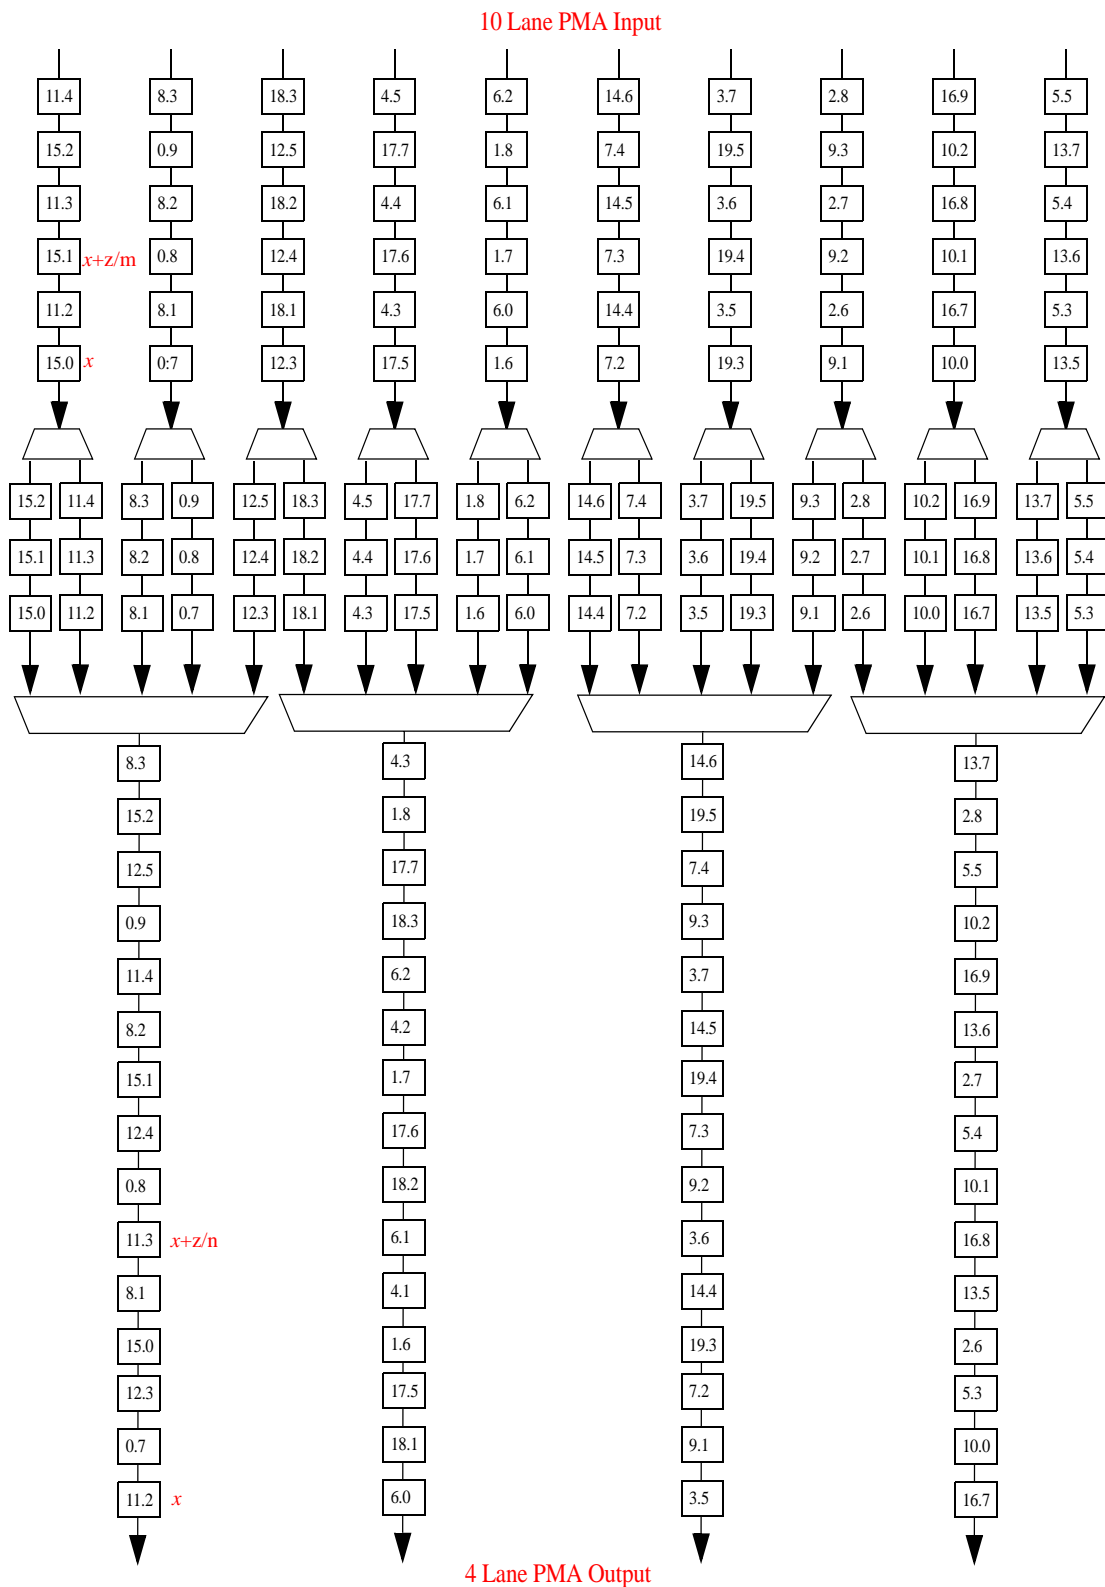 10 Lane PMA Input
11.4 8.3 18.3 4.5 6.2 14.6 3.7 2.8 16.9 5.5
15.2 0.9 12.5 17.7 1.8 7.4 19.5 9.3 10.2 13.7
11.3 8.2 18.2 4.4 6.1 14.5 3.6 2.7 16.8 5.4
15.1 x+z/m 0.8 12.4 17.6 1.7 7.3 19.4 9.2 10.1 13.6
11.2 8.1 18.1 4.3 6.0 14.4 3.5 2.6 16.7 5.3
15.0 x 0:7 12.3 17.5 1.6 7.2 19.3 9.1 10.0 13.5
15.2 11.4 8.3 0.9 12.5 18.3 4.5 17.7 1.8 6.2 14.6 7.4 3.7 19.5 9.3 2.8 10.2 16.9 13.7 5.5
15.1 11.3 8.2 0.8 12.4 18.2 4.4 17.6 1.7 6.1 14.5 7.3 3.6 19.4 9.2 2.7 10.1 16.8 13.6 5.4
15.0 11.2 8.1 0.7 12.3 18.1 4.3 17.5 1.6 6.0 14.4 7.2 3.5 19.3 9.1 2.6 10.0 16.7 13.5 5.3
8.3 4.3 14.6 13.7
15.2 1.8 19.5 2.8
12.5 17.7 7.4 5.5
0.9 18.3 9.3 10.2
11.4 6.2 3.7 16.9
8.2 4.2 14.5 13.6
15.1 1.7 19.4 2.7
12.4 17.6 7.3 5.4
0.8 18.2 9.2 10.1
11.3 x+z/n 6.1 3.6 16.8
8.1 4.1 14.4 13.5
15.0 1.6 19.3 2.6
12.3 17.5 7.2 5.3
0.7 18.1 9.1 10.0
11.2 x 6.0 3.5 16.7
4 Lane PMA Output